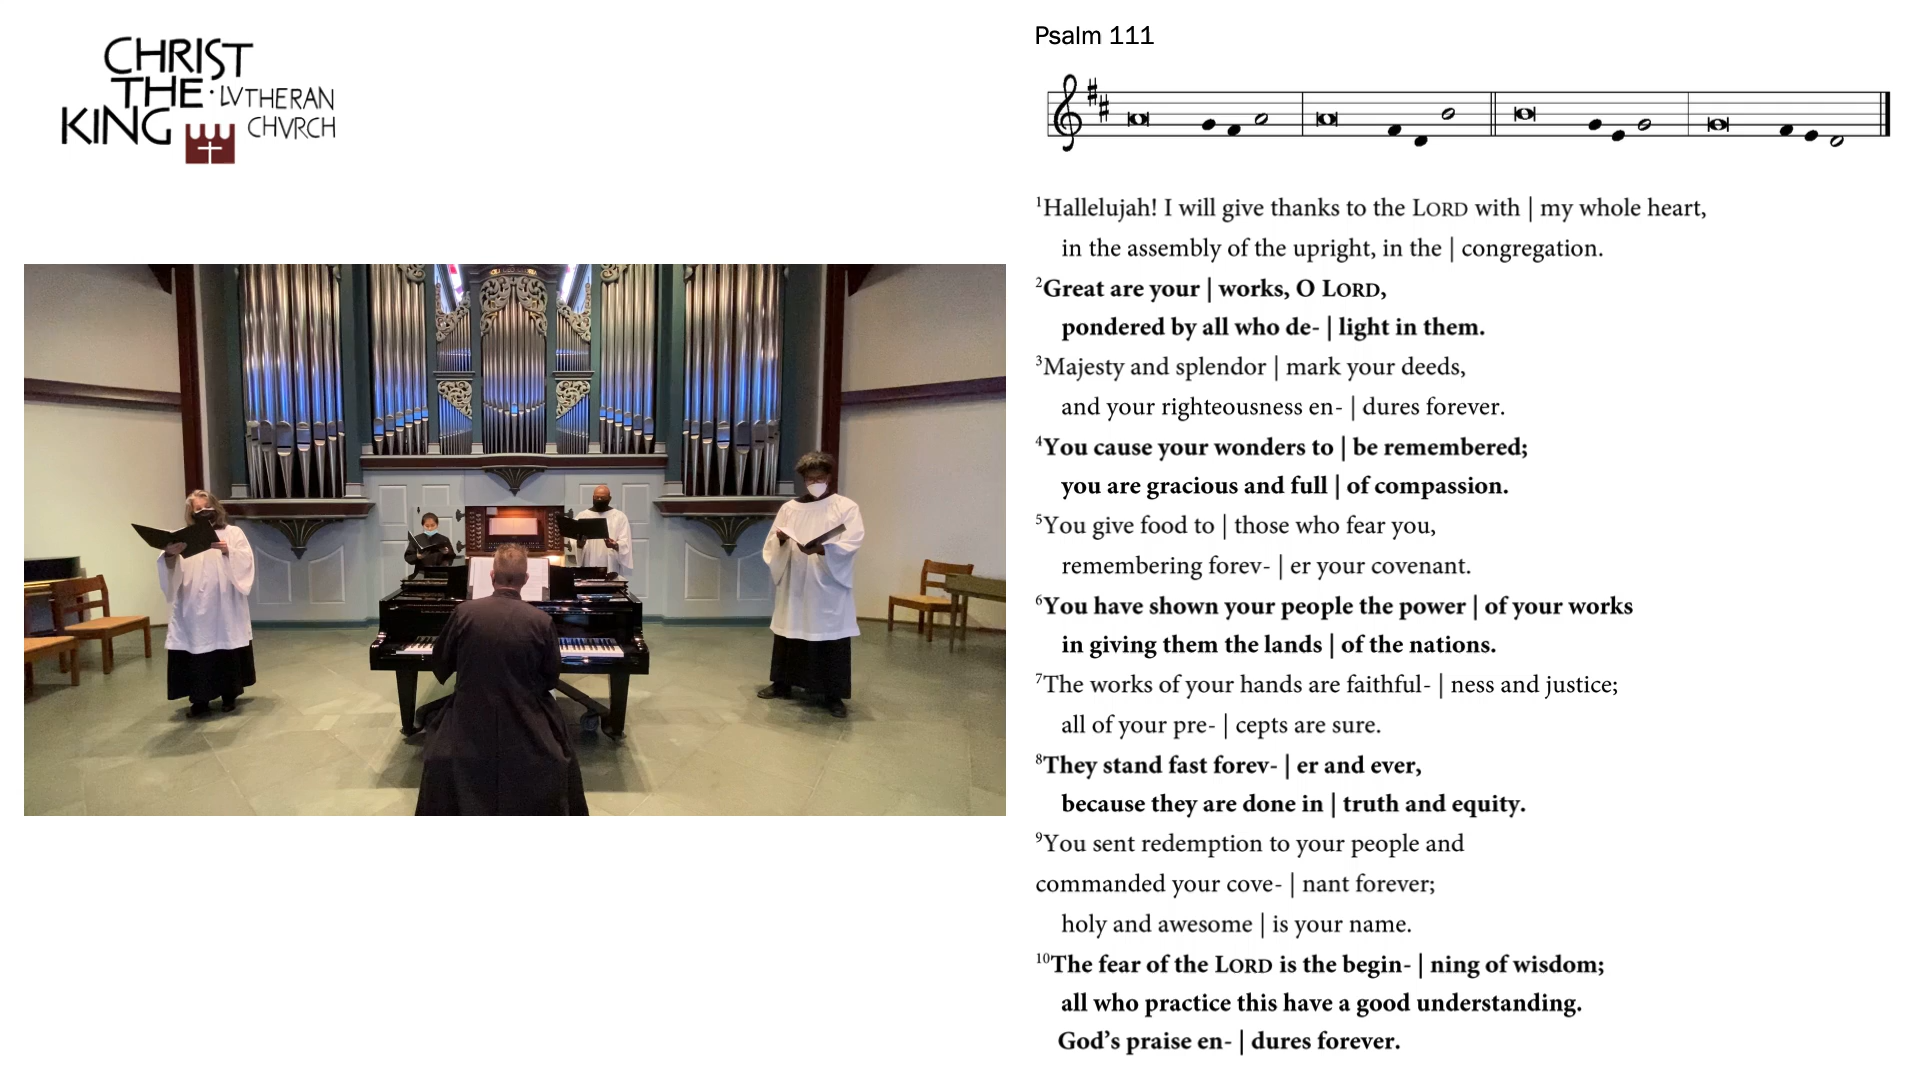 CHRIST
THE · LVTHERAN
KING CHVRCH
Psalm 111
¹Hallelujah! I will give thanks to the LORD with | my whole heart,
in the assembly of the upright, in the | congregation.
²Great are your | works, O LORD,
pondered by all who de- | light in them.
³Majesty and splendor | mark your deeds,
and your righteousness en- | dures forever.
⁴You cause your wonders to | be remembered;
you are gracious and full | of compassion.
⁵You give food to | those who fear you,
remembering forev- | er your covenant.
⁶You have shown your people the power | of your works
in giving them the lands | of the nations.
⁷The works of your hands are faithful- | ness and justice;
all of your pre- | cepts are sure.
⁸They stand fast forev- | er and ever,
because they are done in | truth and equity.
⁹You sent redemption to your people and
commanded your cove- | nant forever;
holy and awesome | is your name.
¹⁰The fear of the LORD is the begin- | ning of wisdom;
all who practice this have a good understanding.
God’s praise en- | dures forever.